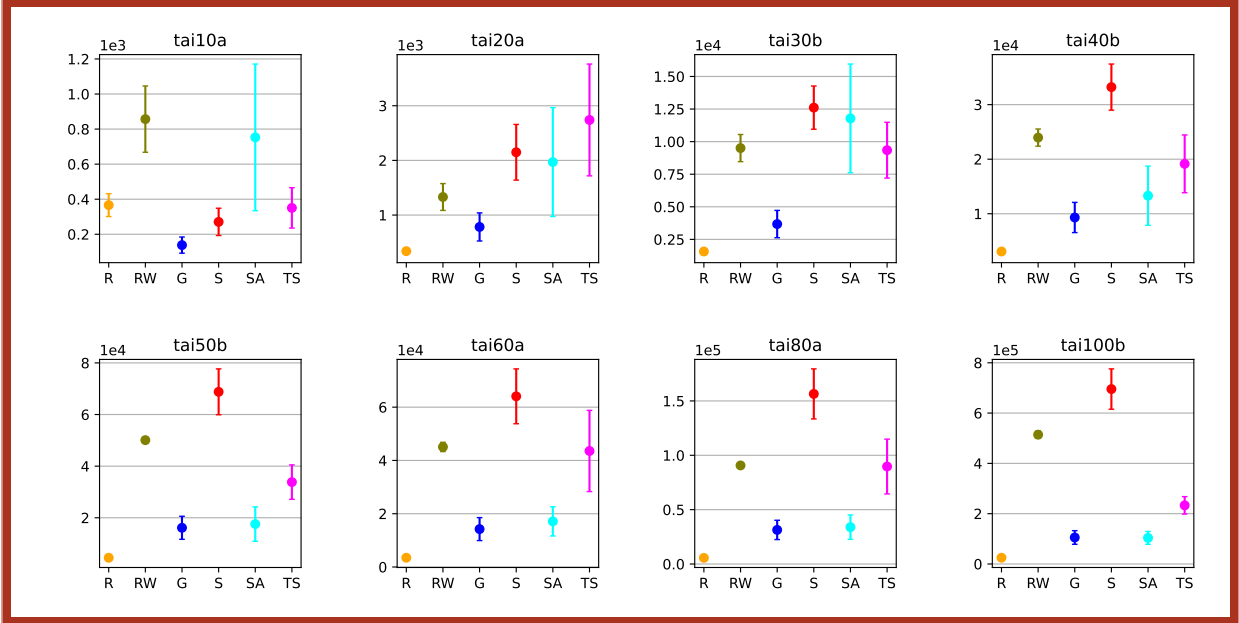 tai10a
1e3
1.2
1.0
0.8
0.6
0.4
0.2
R RW G S SA TS
tai20a
1e3
3
2
1
R RW G S SA TS
tai30b
1e4
1.50
1.25
1.00
0.75
0.50
0.25
R RW G S SA TS
tai40b
1e4
3
2
1
R RW G S SA TS
tai50b
1e4
8
6
4
2
R RW G S SA TS
tai60a
1e4
6
4
2
0
R RW G S SA TS
tai80a
1e5
1.5
1.0
0.5
0.0
R RW G S SA TS
tai100b
1e5
8
6
4
2
0
R RW G S SA TS